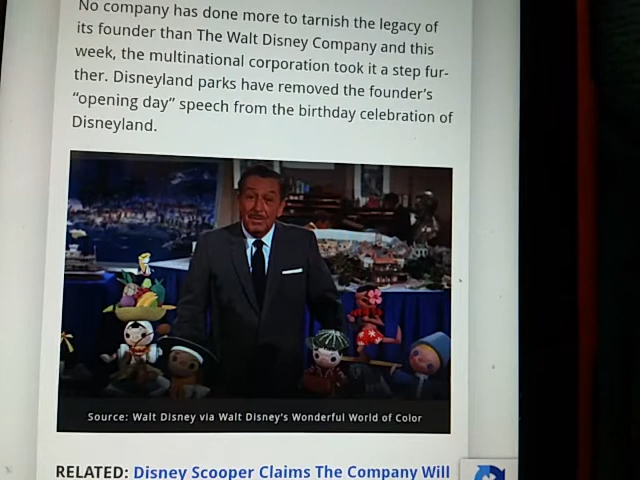 No company has done more to tarnish the legacy of
its founder than The Walt Disney Company and this
week, the multinational corporation took it a step fur-
ther. Disneyland parks have removed the founder's
“opening day” speech from the birthday celebration of
Disneyland.
Source: Walt Disney via Walt Disney's Wonderful World of Color
RELATED: Disney Scooper Claims The Company Will